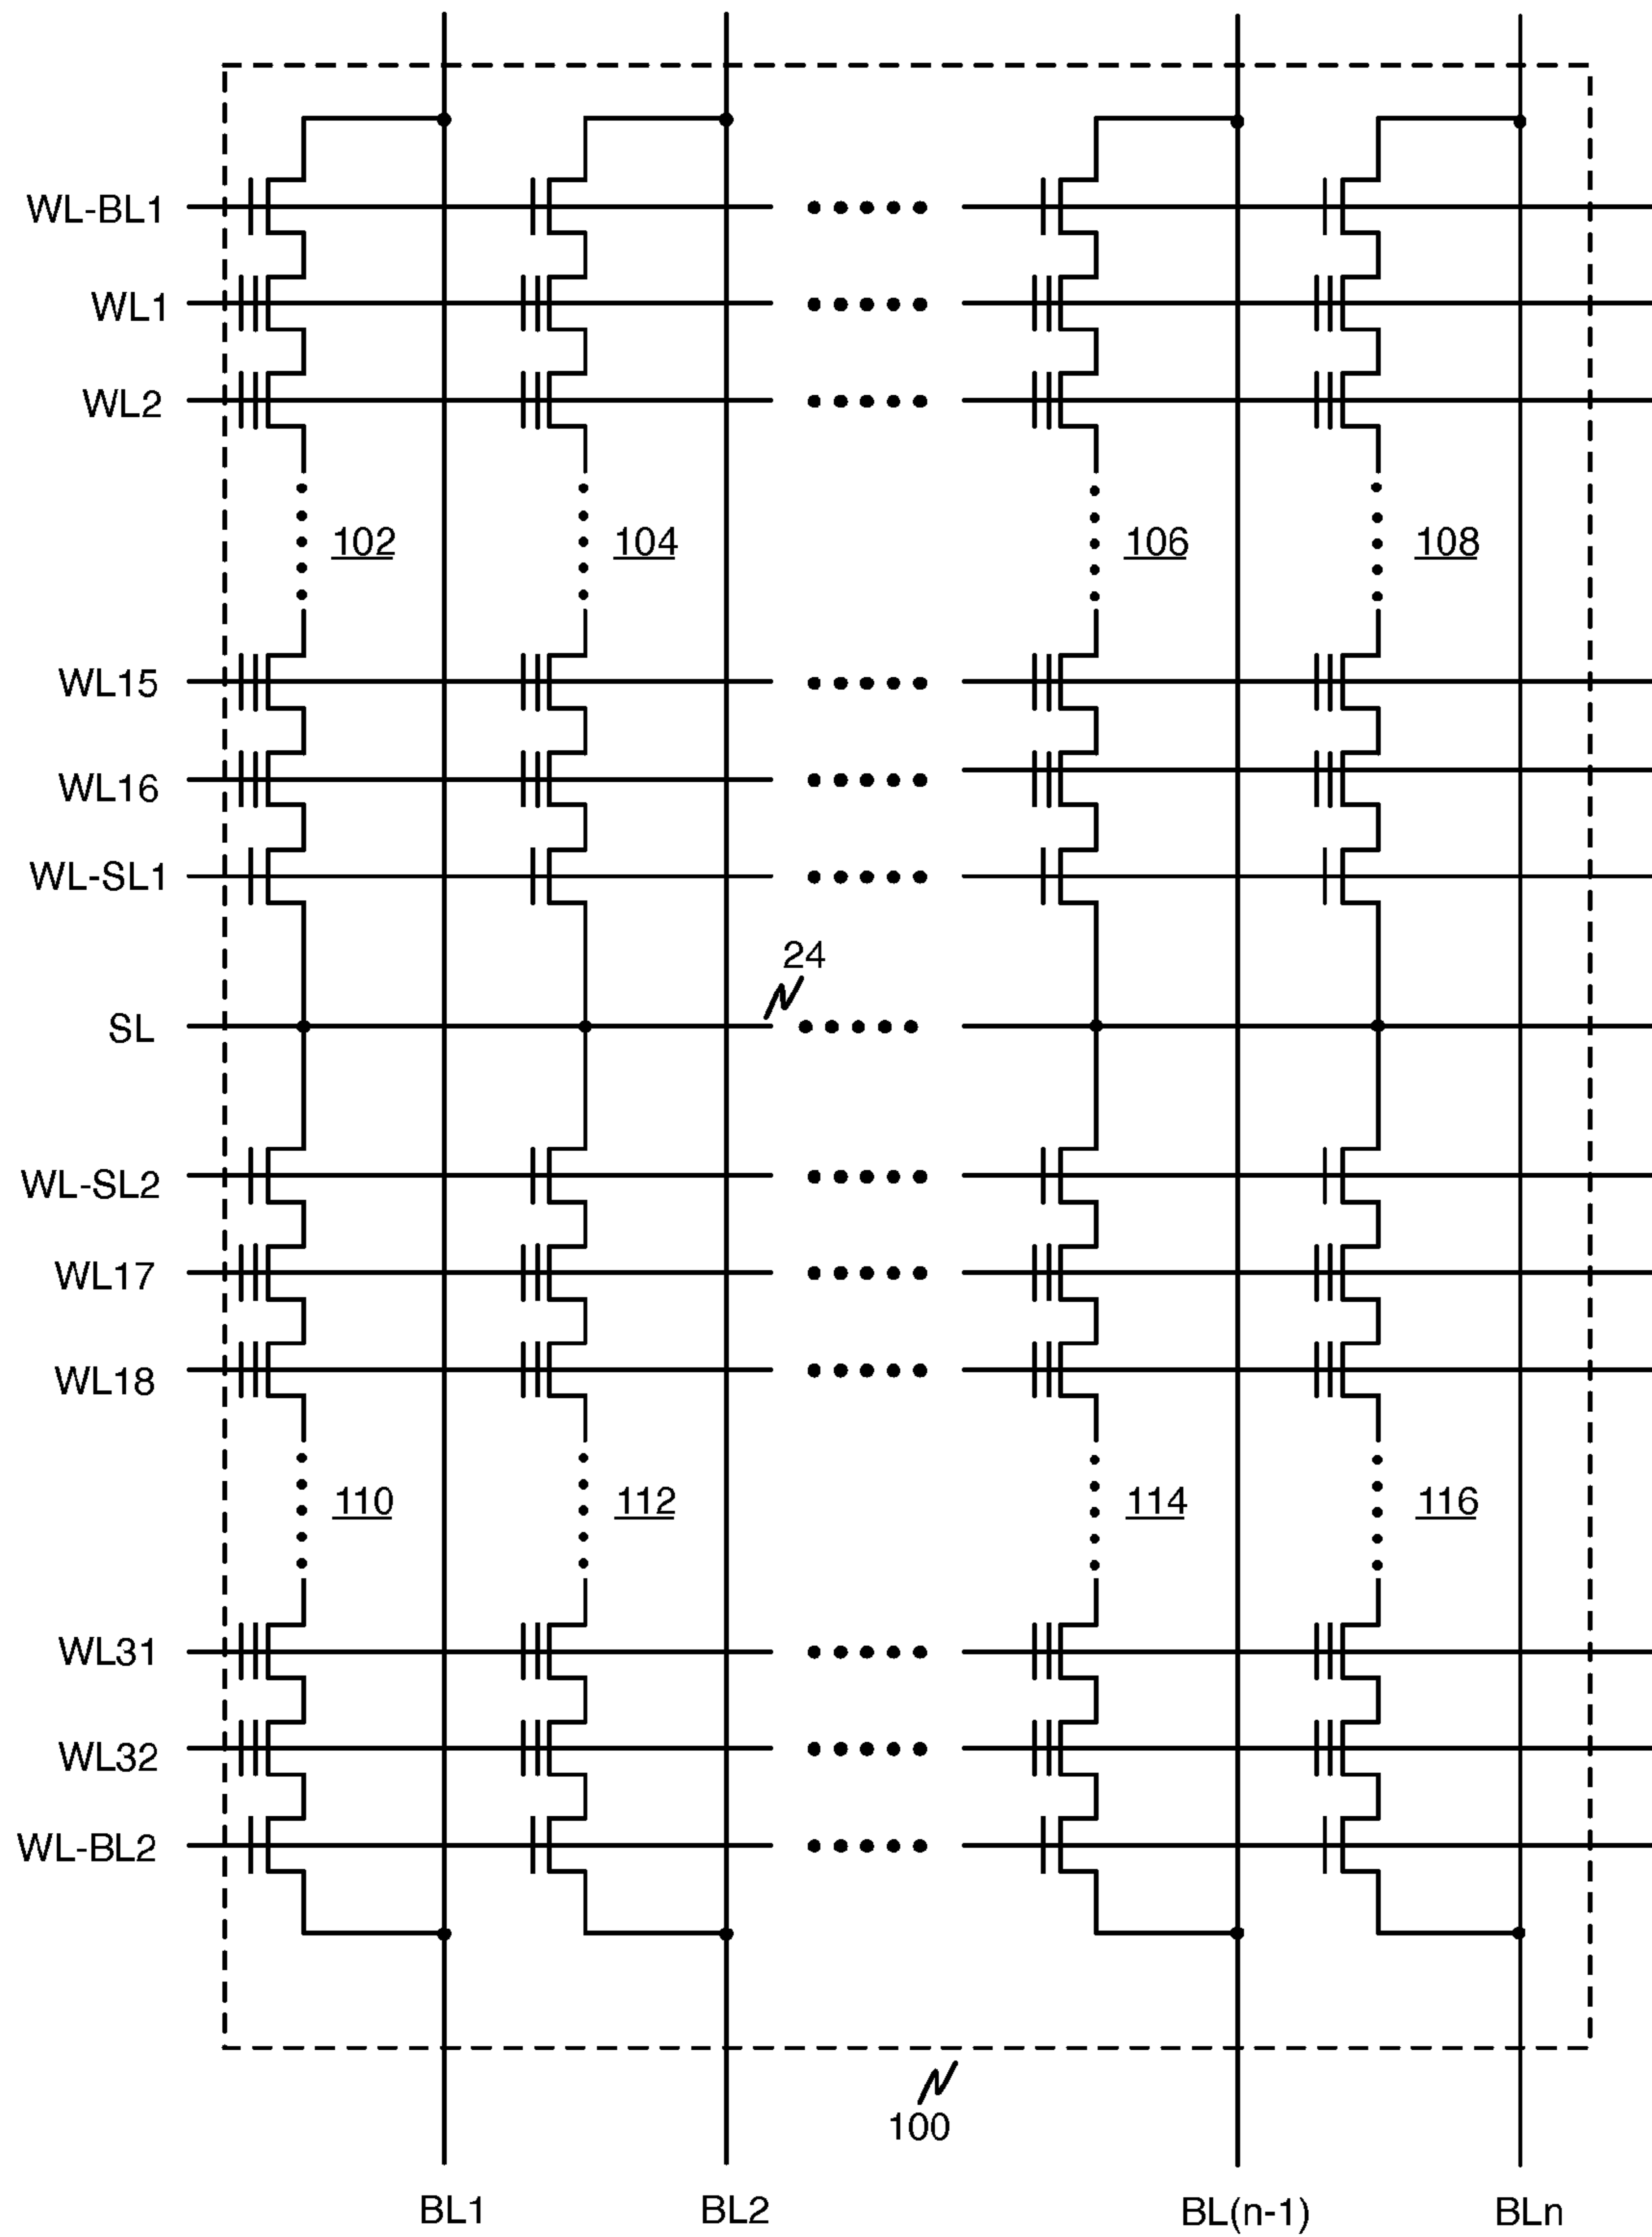 WL-BL1
WL1
WL2
102 104 106 108
WL15
WL16
WL-SL1
24
SL
WL-SL2
WL17
WL18
110 112 114 116
WL31
WL32
WL-BL2
100
BL1 BL2 BL(n-1) BLn